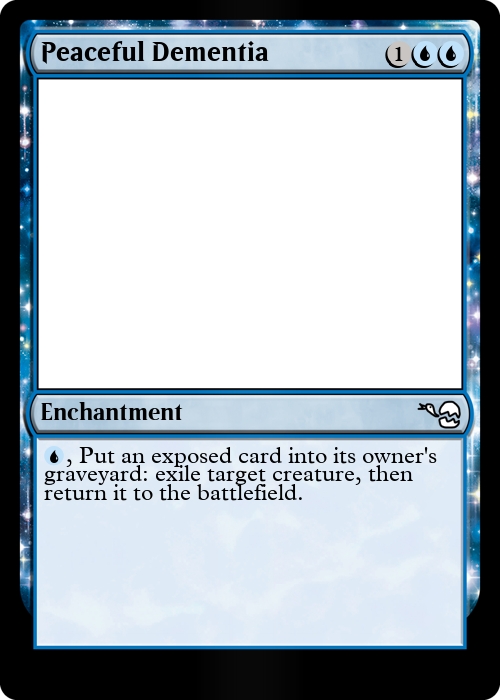 Peaceful Dementia 1
Enchantment
, Put an exposed card into its owner's
graveyard: exile target creature, then
return it to the battlefield.